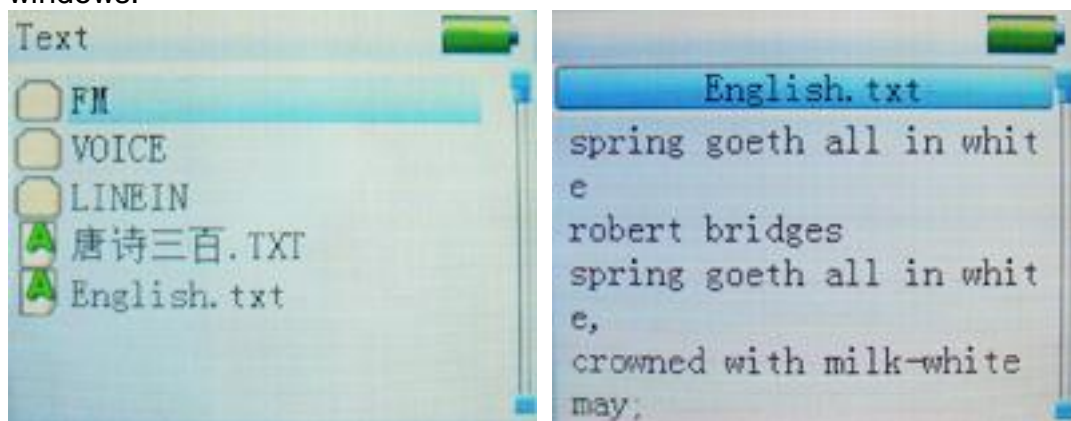 windows.
Text
FM
VOICE
LINEIN
唐诗三百.TXT
English.txt
English.txt
spring goeth all in whit
e
robert bridges
spring goeth all in whit
e,
crowned with milk-white
may;